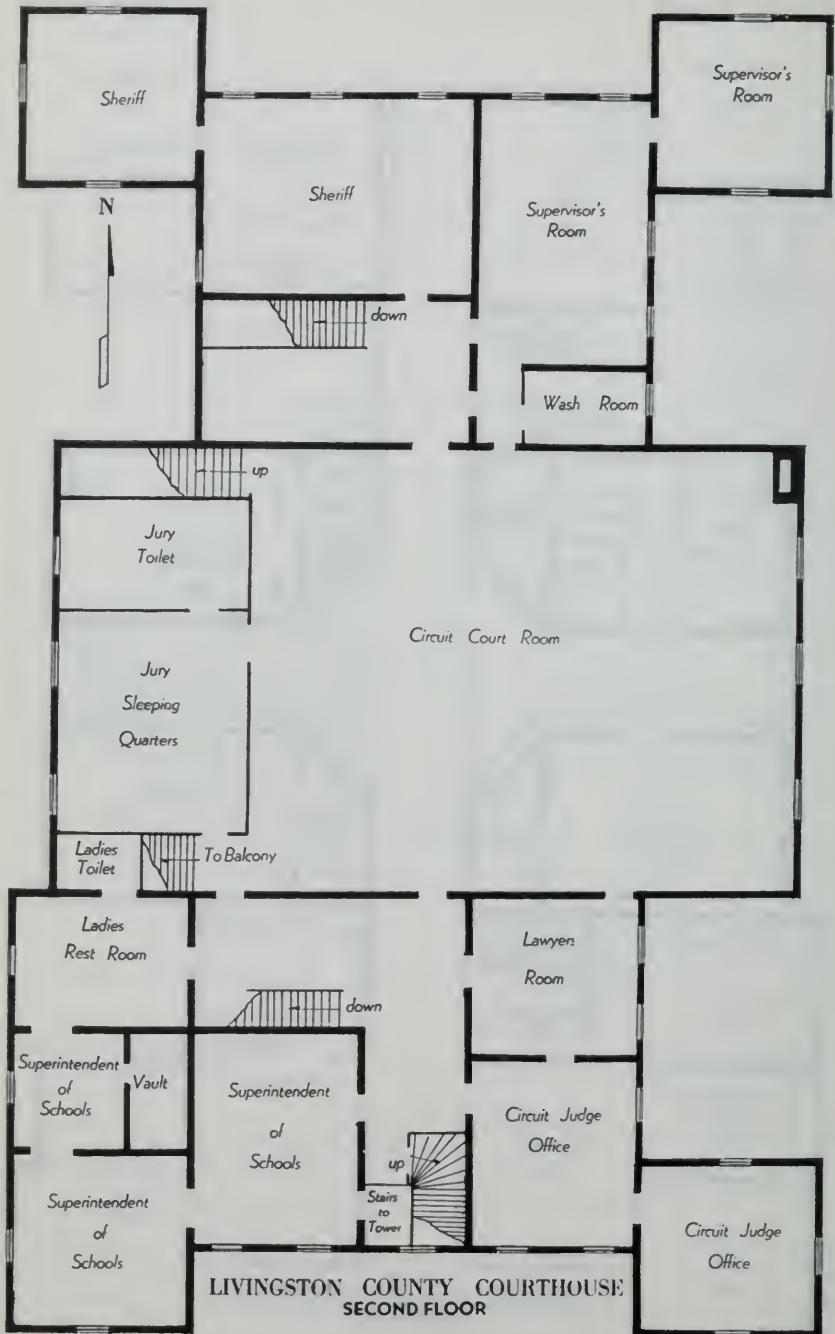 Sheriff
Supervisor's
Room
Sheriff
Supervisor's
Room
N
down
Wash Room
up
Jury
Toilet
Circuit Court Room
Jury
Sleeping
Quarters
Ladies
Toilet
To Balcony
Ladies
Rest Room
Lawyers
Room
down
Superintendent
of
Schools
Vault
Superintendent
of
Schools
Circuit Judge
Office
up
Stairs
to
Tower
Superintendent
of
Schools
Circuit Judge
Office
LIVINGSTON COUNTY COURTHOUSE
SECOND FLOOR